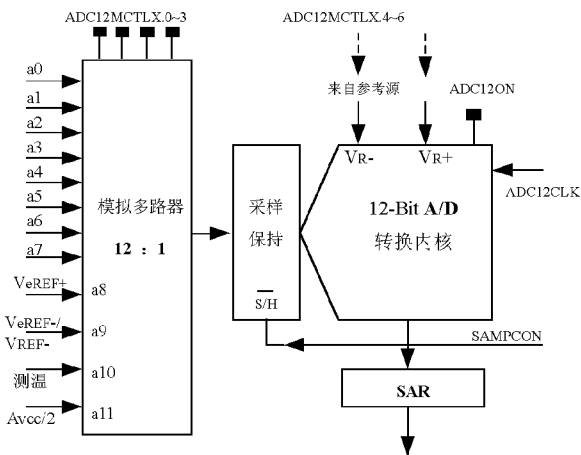 ADC12MCTLX.0~3
ADC12MCTLX.4~6
a0
a1
a2
a3
a4
a5
a6
a7
VeREF+
a8
VeREF-/
VREF-
a9
测温
a10
Avcc/2
a11
模拟多路器
12 : 1
采样
保持
S/H
来自参考源
VR-
VR+
ADC12ON
12-Bit A/D
转换内核
ADC12CLK
SAMPCON
SAR